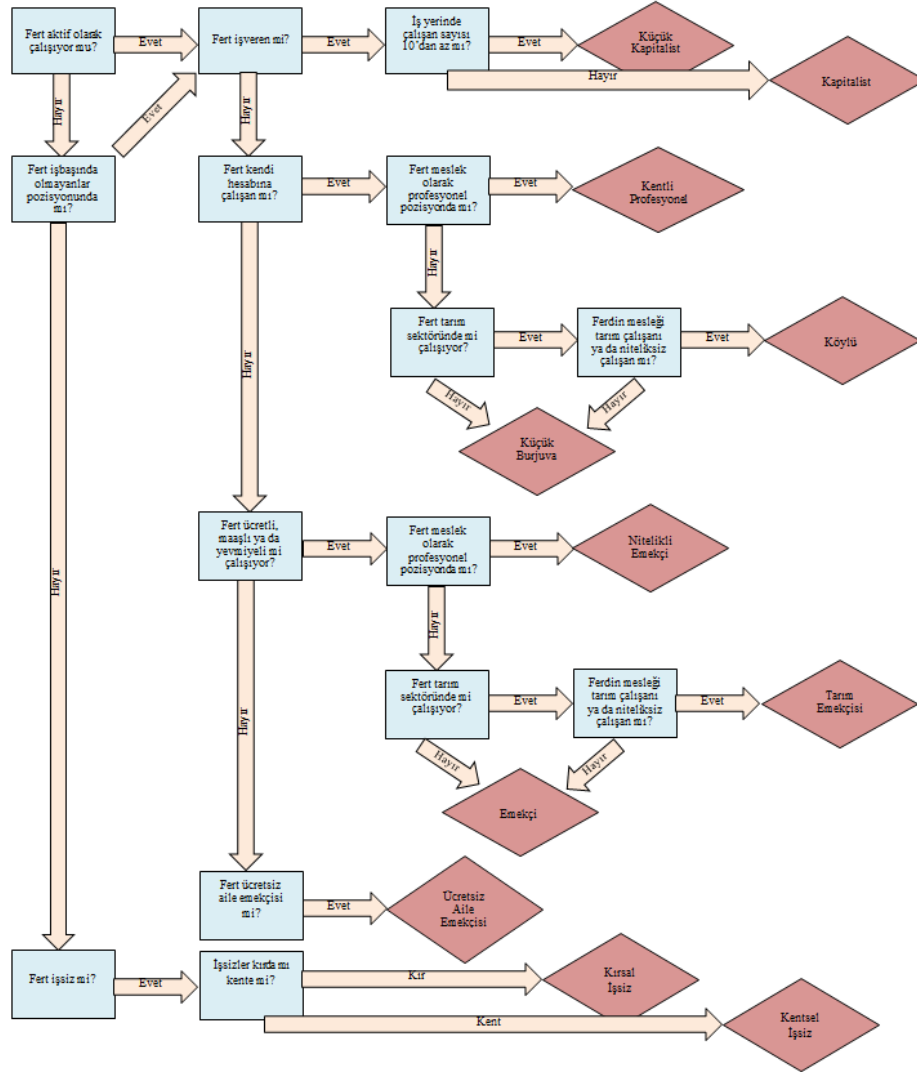 Fert aktif olarak
çalışıyor mu?
Evet
Fert işveren mi?
Evet
İş yerinde
çalışan sayısı
10'dan az mı?
Evet
Küçük
Kapitalist
Hayır
Kapitalist
Hayır
Evet
Hayır
Fert işbaşında
olmayanlar
pozisyonunda
mı?
Fert kendi
hesabına
çalışan mı?
Evet
Fert meslek
olarak
profesyonel
pozisyonda mı?
Evet
Kentli
Profesyonel
Hayır
Fert tarım
sektöründe mi
çalışıyor?
Evet
Ferdin mesleği
tarım çalışanı
ya da niteliksiz
çalışan mı?
Evet
Köylü
Hayır
Hayır
Hayır
Küçük
Burjuva
Fert ücretli,
maaşlı ya da
yevmiyeli mi
çalışıyor?
Evet
Fert meslek
olarak
profesyonel
pozisyonda mı?
Evet
Nitelikli
Emekçi
Hayır
Hayır
Fert tarım
sektöründe mi
çalışıyor?
Evet
Ferdin mesleği
tarım çalışanı
ya da niteliksiz
çalışan mı?
Evet
Tarım
Emekçisi
Hayır
Hayır
Hayır
Emekçi
Fert ücretsiz
aile emekçisi
mi?
Evet
Ücretsiz
Aile
Emekçisi
Fert işsiz mi?
Evet
İşsizler kırda mı
kente mi?
Kır
Kırsal
İşsiz
Kent
Kentsel
İşsiz